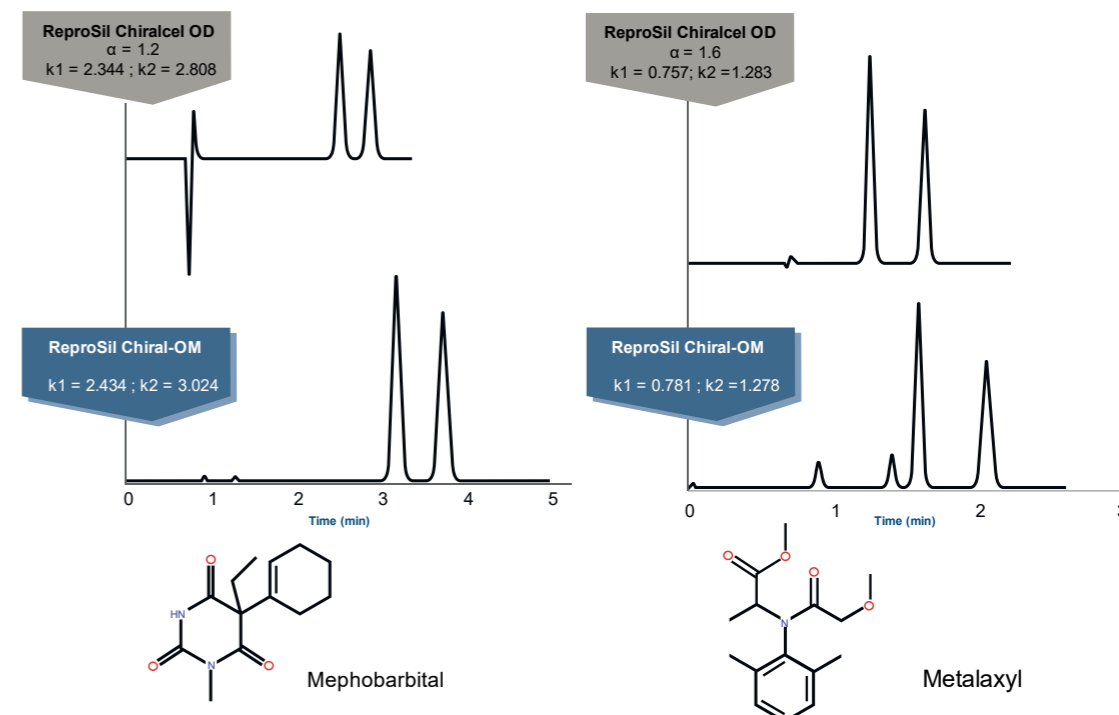 ReproSil Chiralcel OD
α = 1.2
k1 = 2.344 ; k2 = 2.808
ReproSil Chiral-OM
k1 = 2.434 ; k2 = 3.024
0 1 2 3 4 5
Time (min)
O
HN
O
N
O
Mephobarbital
ReproSil Chiralcel OD
α = 1.6
k1 = 0.757; k2 =1.283
ReproSil Chiral-OM
k1 = 0.781 ; k2 =1.278
0 1 2 3
Time (min)
O
O
O
O
N
Metalaxyl